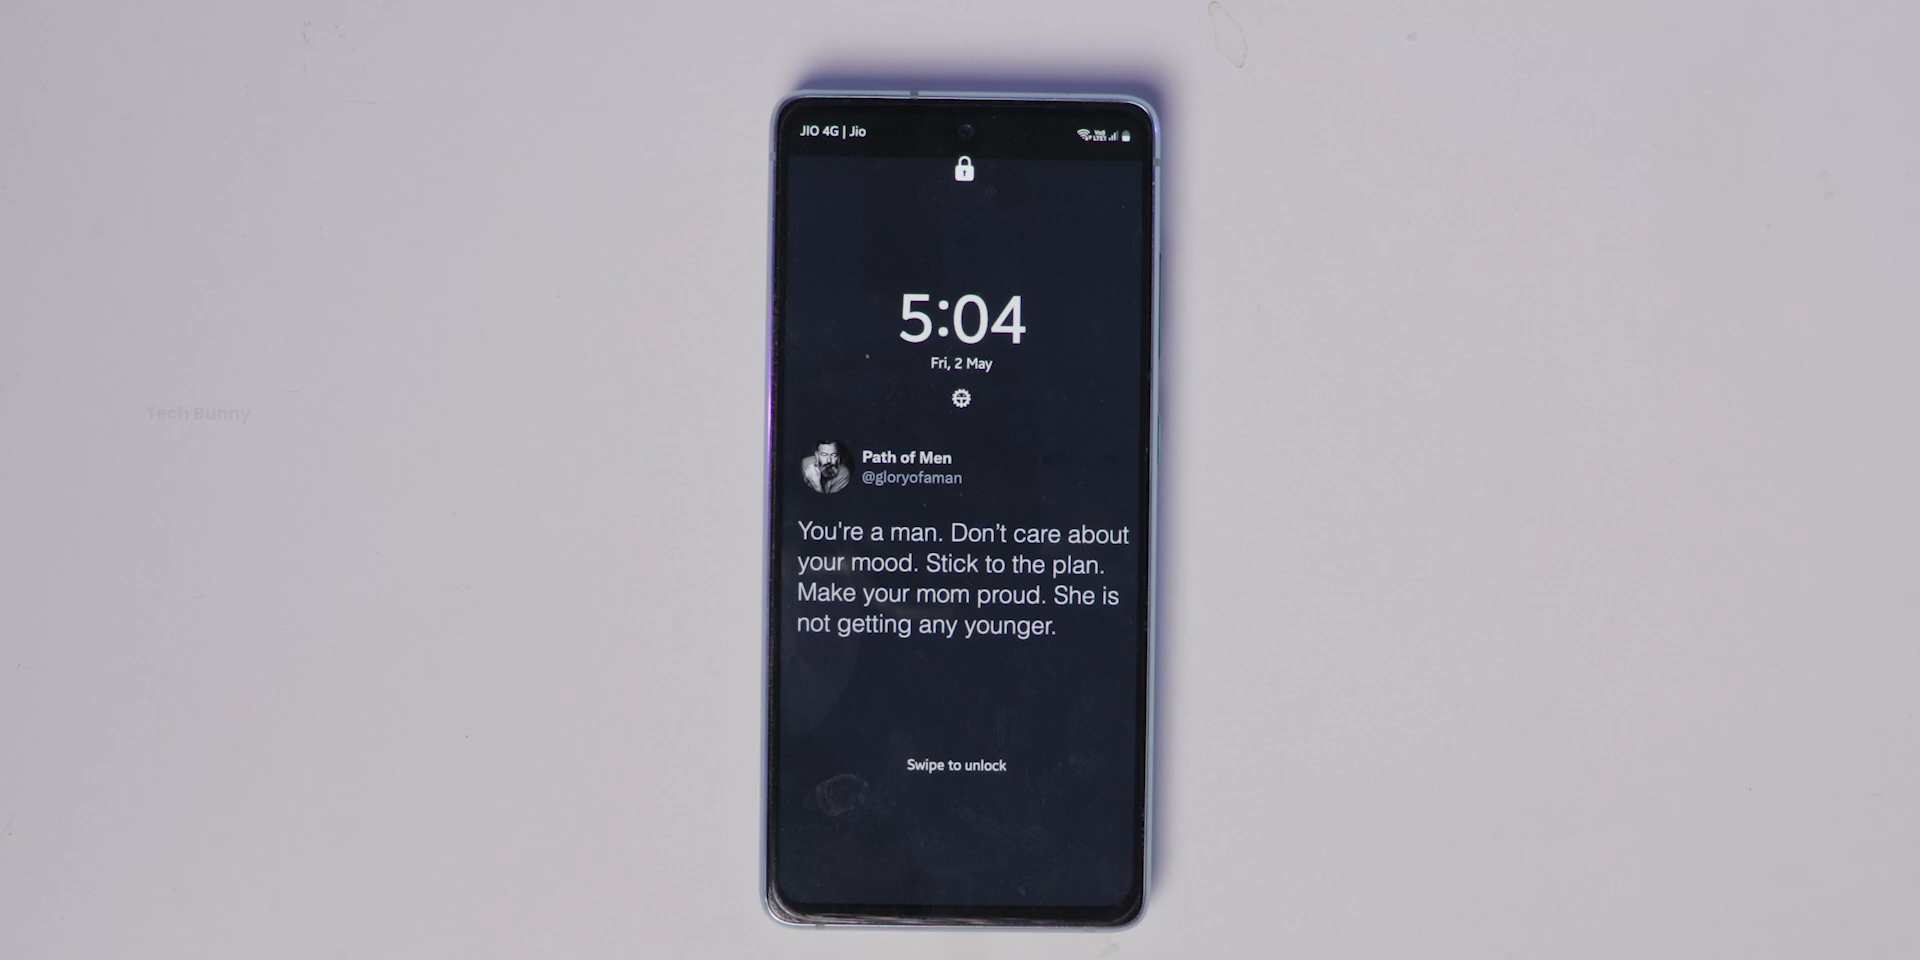 JIO 4G | Jio
5:04
Fri, 2 May
Tech Bunny
Path of Men
@gloryofaman
You're a man. Don’t care about
your mood. Stick to the plan.
Make your mom proud. She is
not getting any younger.
Swipe to unlock